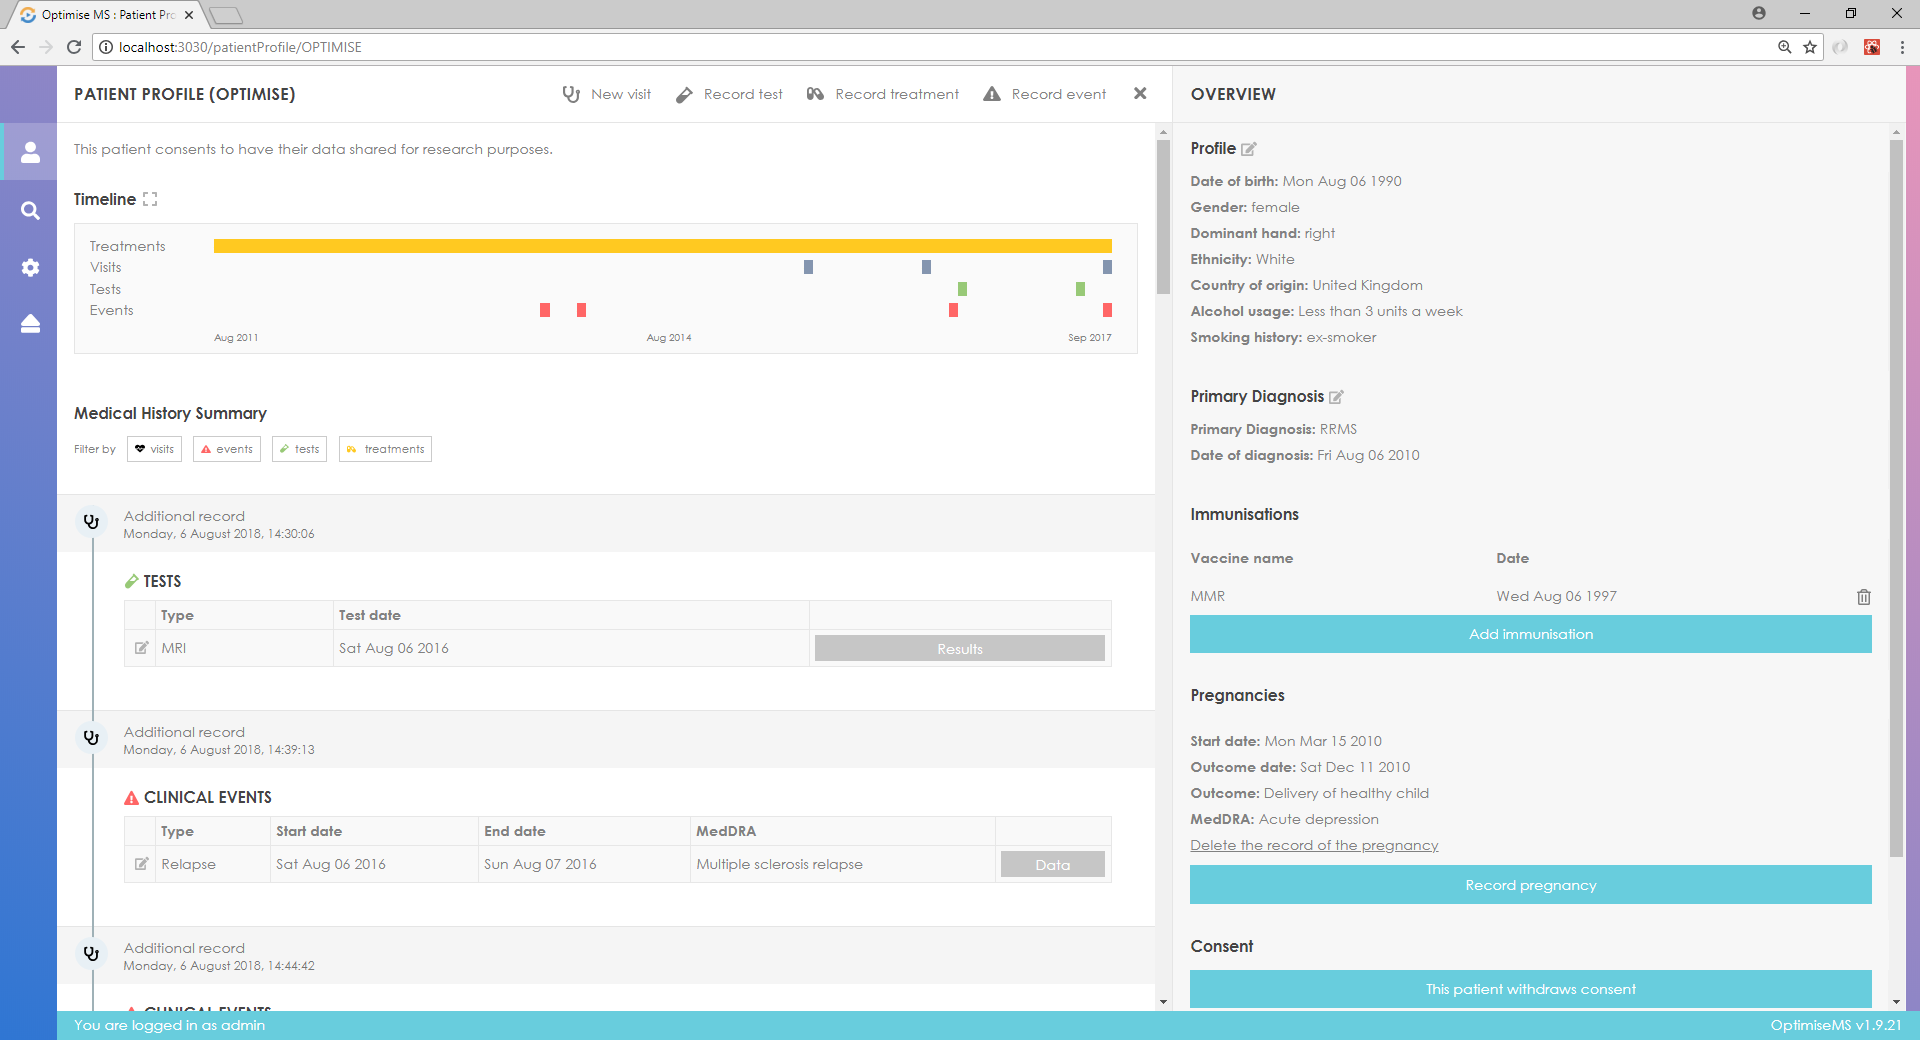 Optimise MS : Patient Pro
localhost:3030/patientProfile/OPTIMISE
PATIENT PROFILE (OPTIMISE)
New visit
Record test
Record treatment
Record event
This patient consents to have their data shared for research purposes.
Timeline
Treatments
Visits
Tests
Events
Aug 2011
Aug 2014
Sep 2017
Medical History Summary
Filter by
visits
events
tests
treatments
Additional record
Monday, 6 August 2018, 14:30:06
TESTS
Type Test date
MRI Sat Aug 06 2016 Results
Additional record
Monday, 6 August 2018, 14:39:13
CLINICAL EVENTS
Type Start date End date MedDRA
Relapse Sat Aug 06 2016 Sun Aug 07 2016 Multiple sclerosis relapse Data
Additional record
Monday, 6 August 2018, 14:44:42
CLINICAL EVENTS
OVERVIEW
Profile
Date of birth: Mon Aug 06 1990
Gender: female
Dominant hand: right
Ethnicity: White
Country of origin: United Kingdom
Alcohol usage: Less than 3 units a week
Smoking history: ex-smoker
Primary Diagnosis
Primary Diagnosis: RRMS
Date of diagnosis: Fri Aug 06 2010
Immunisations
Vaccine name Date
MMR Wed Aug 06 1997
Add immunisation
Pregnancies
Start date: Mon Mar 15 2010
Outcome date: Sat Dec 11 2010
Outcome: Delivery of healthy child
MedDRA: Acute depression
Delete the record of the pregnancy
Record pregnancy
Consent
This patient withdraws consent
You are logged in as admin
OptimiseMS v1.9.21